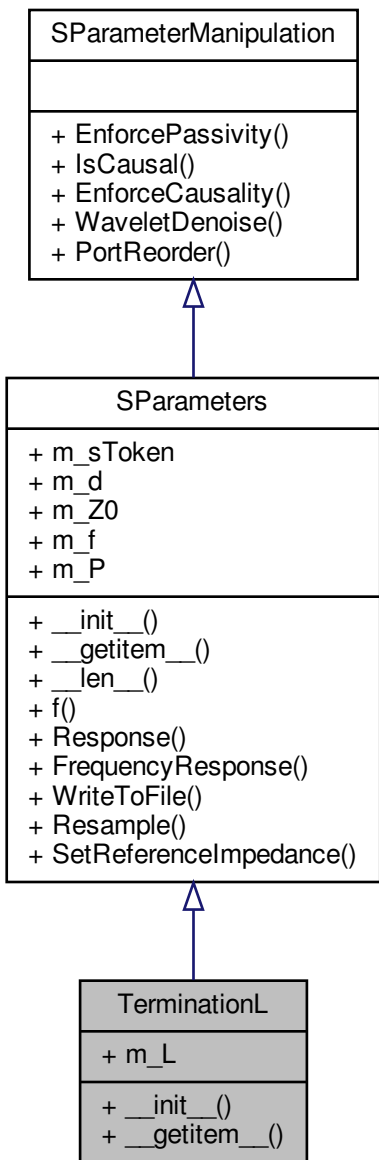 SParameterManipulation
+ EnforcePassivity()
+ IsCausal()
+ EnforceCausality()
+ WaveletDenoise()
+ PortReorder()
SParameters
+ m_sToken
+ m_d
+ m_Z0
+ m_f
+ m_P
+ __init__()
+ __getitem__()
+ __len__()
+ f()
+ Response()
+ FrequencyResponse()
+ WriteToFile()
+ Resample()
+ SetReferenceImpedance()
TerminationL
+ m_L
+ __init__()
+ __getitem__()